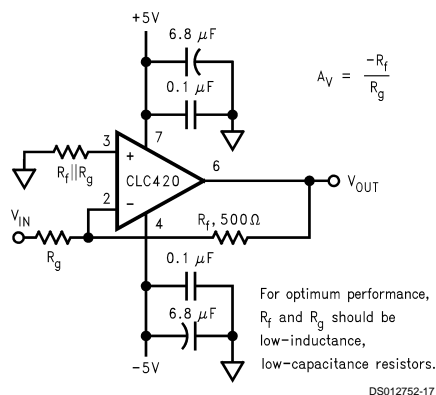 +5V
6.8 μF
0.1 μF
A_V = -R_f / R_g
7
3
+
R_f||R_g
CLC420
6
V_OUT
V_IN
2
−
4
R_f, 500Ω
R_g
0.1 μF
6.8 μF
-5V
For optimum performance,
R_f and R_g should be
low-inductance,
low-capacitance resistors.
DS012752-17